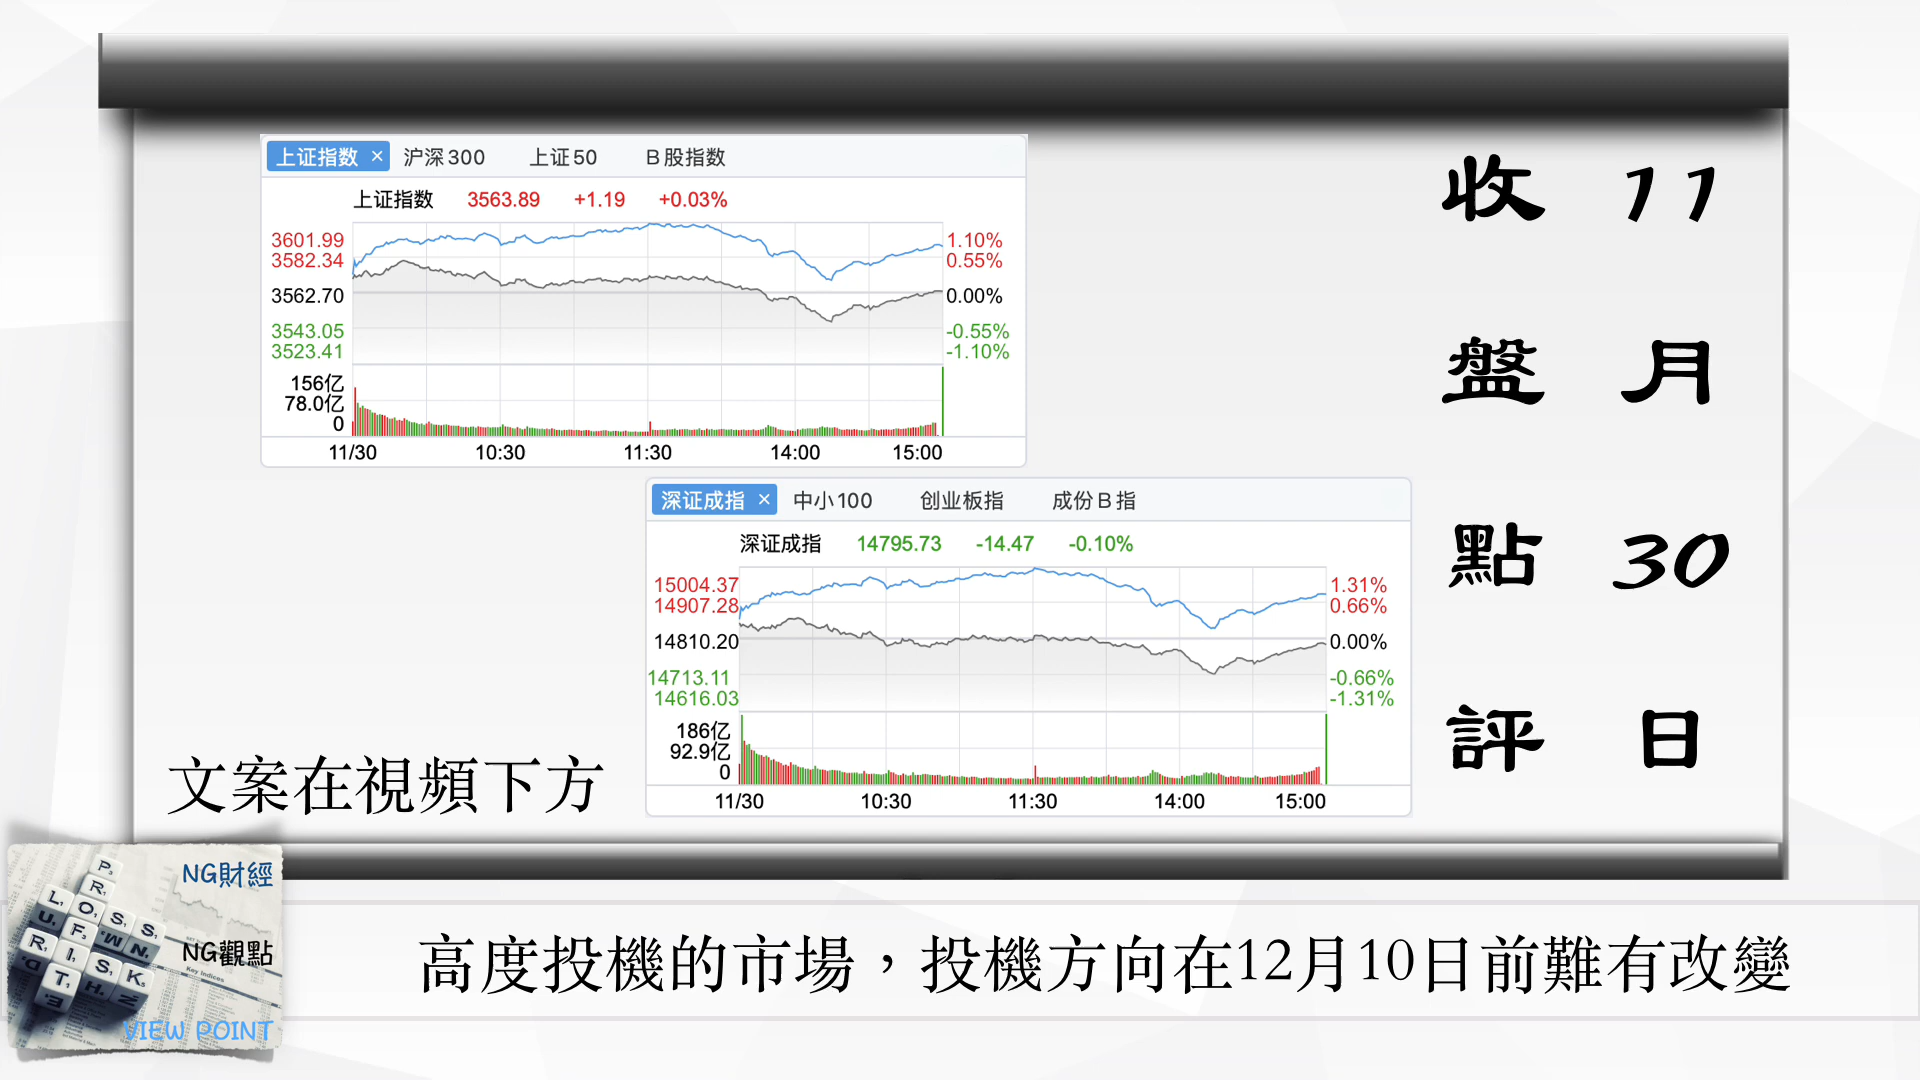 上证指数 × 沪深300 上证50 B股指数
上证指数 3563.89 +1.19 +0.03%
3601.99 1.10%
3582.34 0.55%
3562.70 0.00%
3543.05 -0.55%
3523.41 -1.10%
156亿
78.0亿
0
11/30 10:30 11:30 14:00 15:00
深证成指 × 中小100 创业板指 成份B指
深证成指 14795.73 -14.47 -0.10%
15004.37 1.31%
14907.28 0.66%
14810.20 0.00%
14713.11 -0.66%
14616.03 -1.31%
186亿
92.9亿
0
11/30 10:30 11:30 14:00 15:00
11月30日
收盤點評
文案在視頻下方
NG財經
NG觀點
VIEW POINT
PROFIT
LOSS
RISK
Key Indices
高度投機的市場，投機方向在12月10日前難有改變